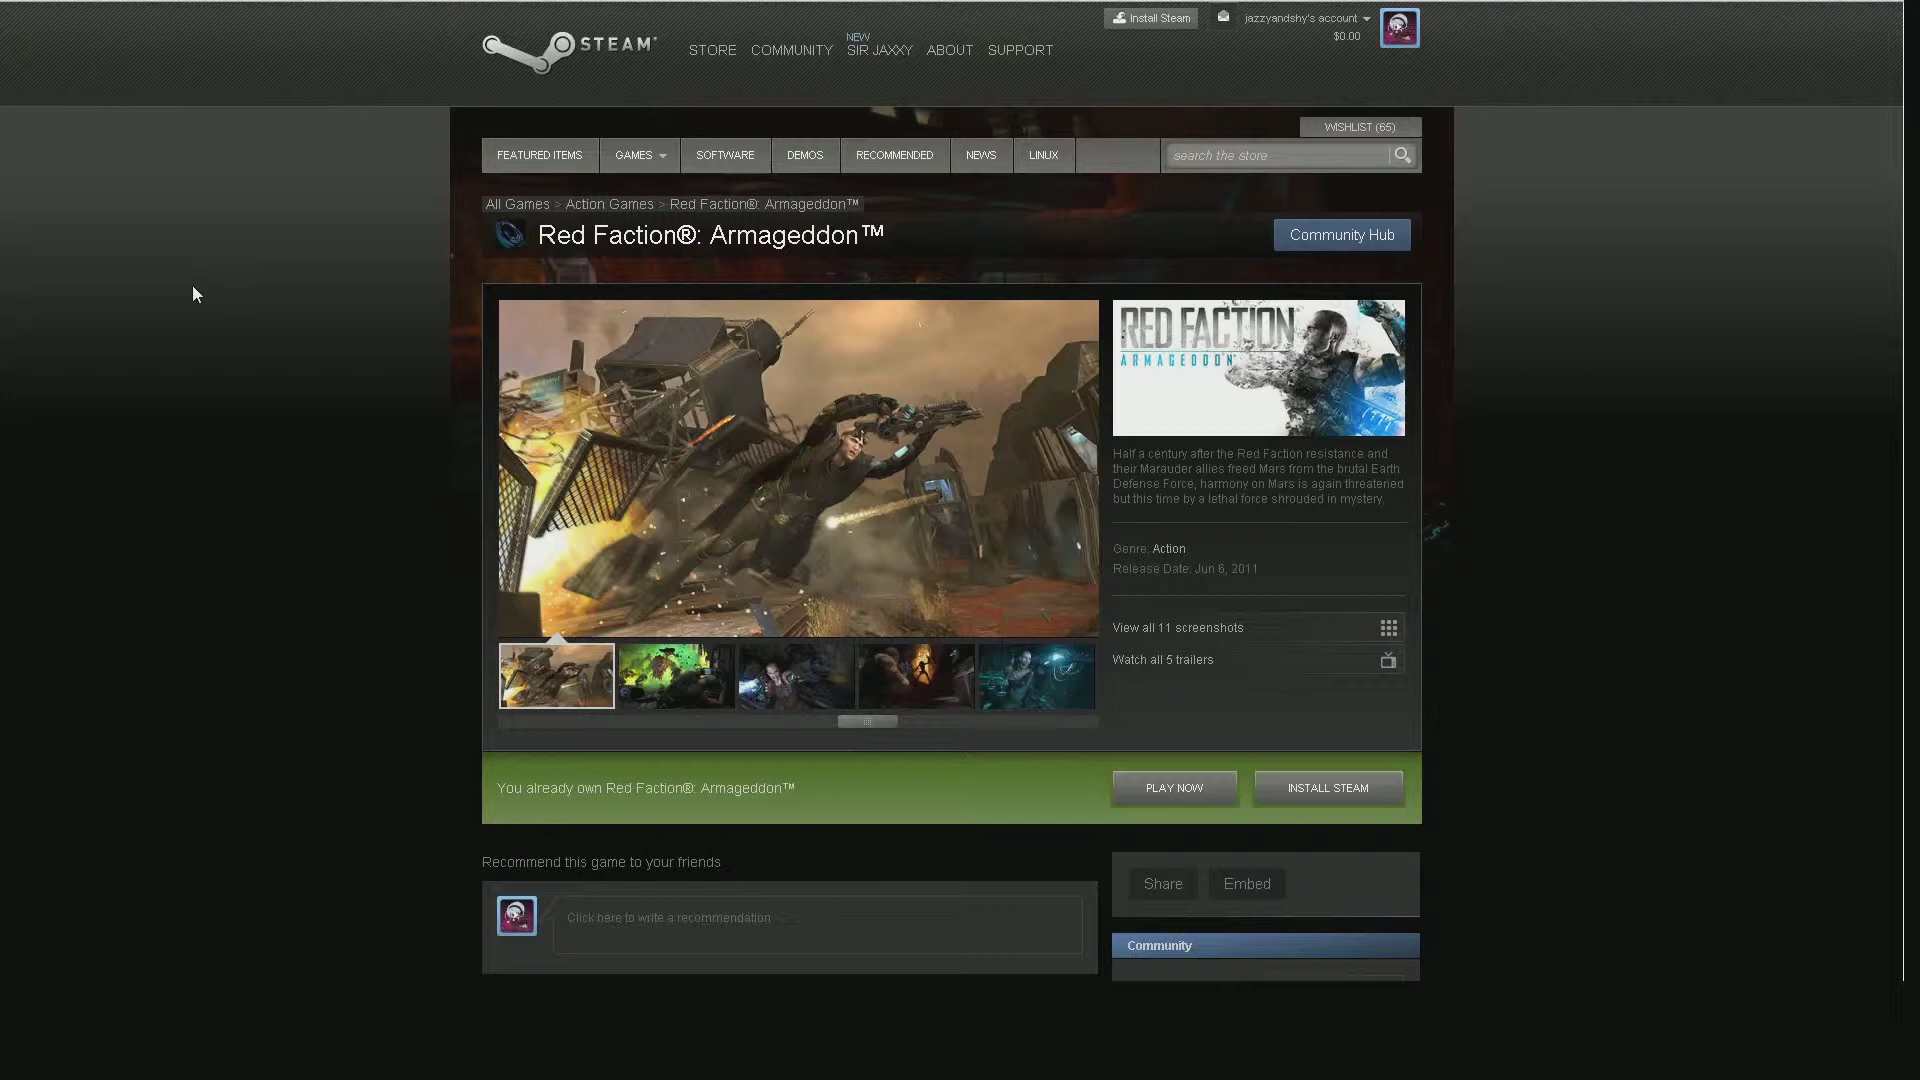 Install Steam
jazzyandshy's account
$0.00
STEAM
NEW
STORE COMMUNITY SIR JAXXY ABOUT SUPPORT
WISHLIST (65)
FEATURED ITEMS GAMES SOFTWARE DEMOS RECOMMENDED NEWS LINUX search the store
All Games > Action Games > Red Faction®: Armageddon™
Red Faction®: Armageddon™
Community Hub
RED FACTION
ARMAGEDDON
Half a century after the Red Faction resistance and
their Marauder allies freed Mars from the brutal Earth
Defense Force, harmony on Mars is again threatened
but this time by a lethal force shrouded in mystery.
Genre: Action
Release Date: Jun 6, 2011
View all 11 screenshots
Watch all 5 trailers
You already own Red Faction®: Armageddon™
PLAY NOW
INSTALL STEAM
Recommend this game to your friends
Click here to write a recommendation
Share
Embed
Community